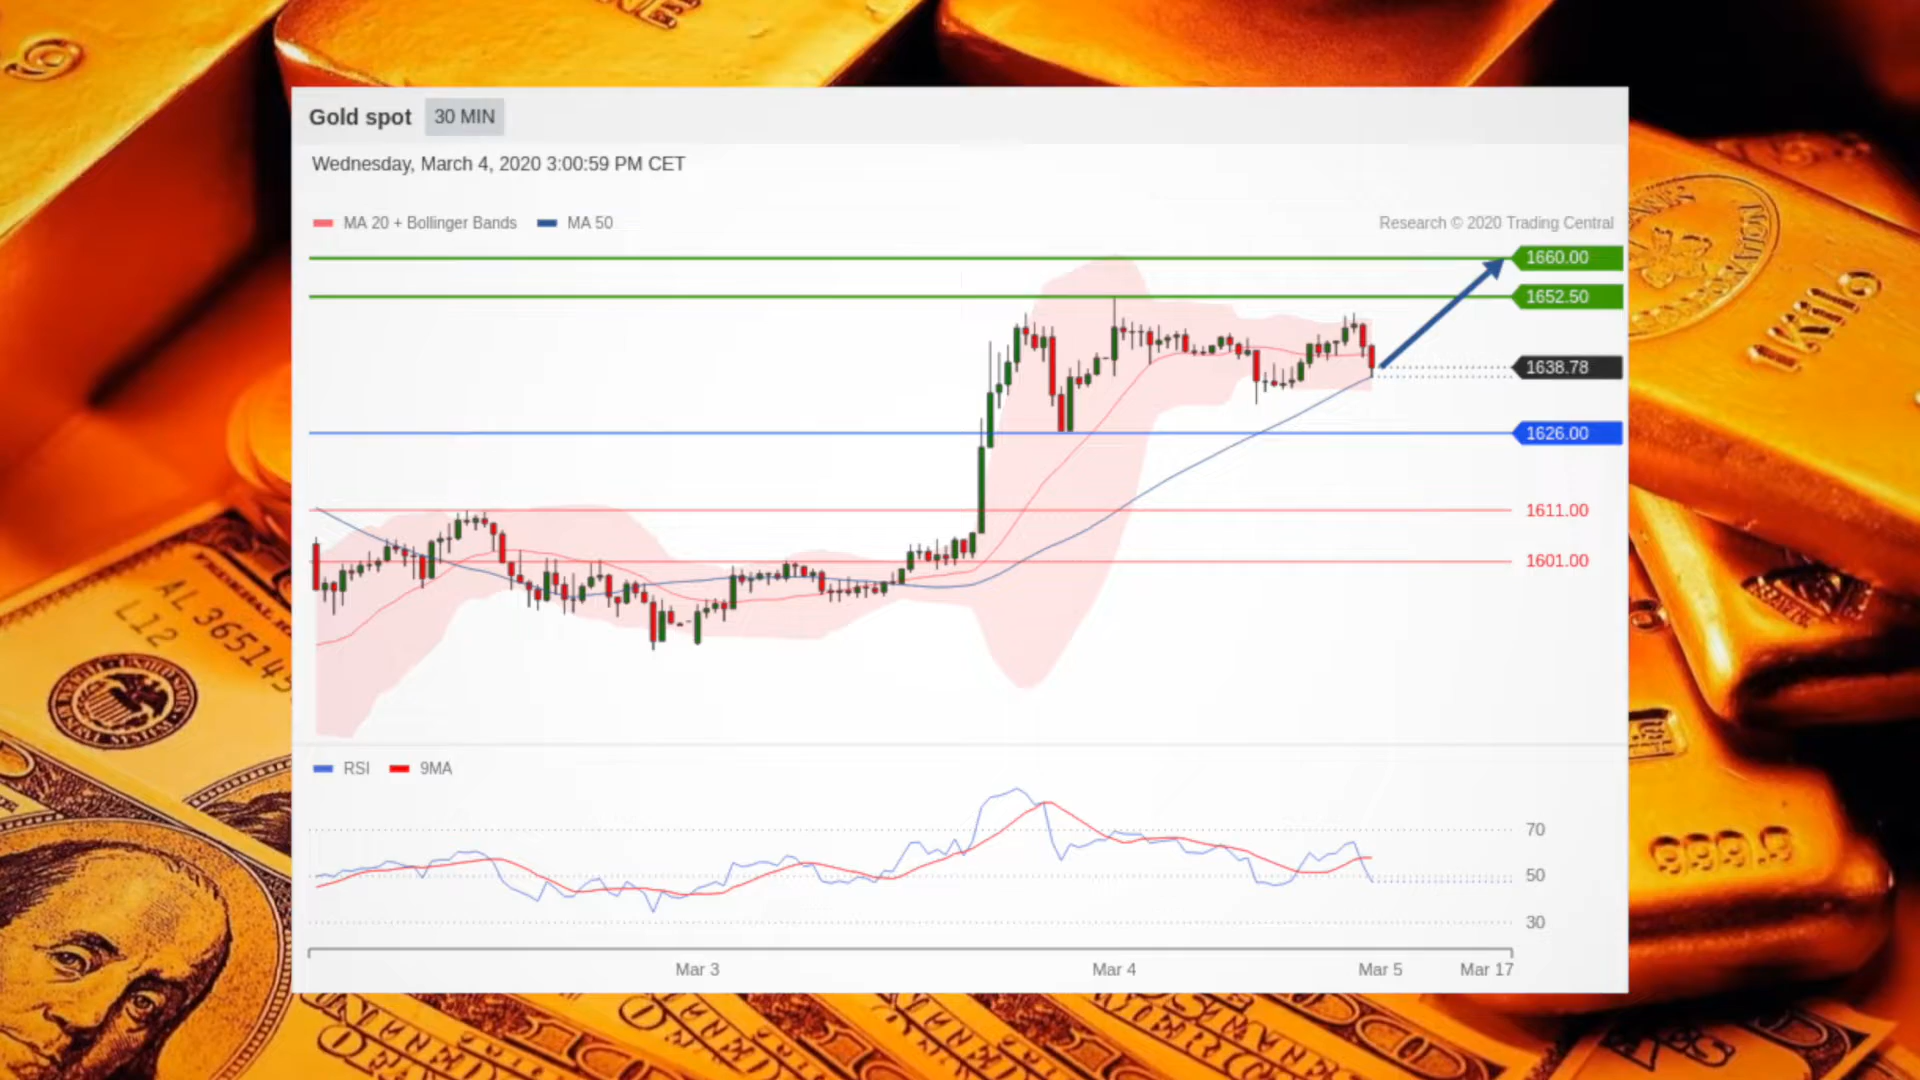 Gold spot 30 MIN
Wednesday, March 4, 2020 3:00:59 PM CET
MA 20 + Bollinger Bands MA 50
Research © 2020 Trading Central
1660.00
1652.50
1638.78
1626.00
1611.00
1601.00
RSI 9MA
70
50
30
Mar 3 Mar 4 Mar 5 Mar 17
1Kilo
L12